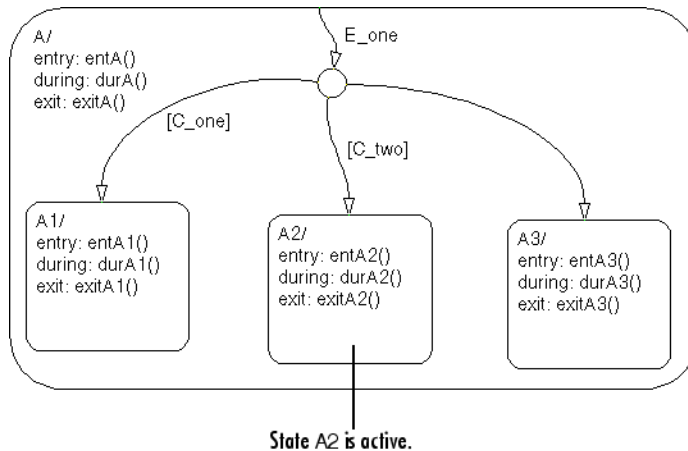 A/
entry: entA()
during: durA()
exit: exitA()
E_one
[C_one]
[C_two]
A1/
entry: entA1()
during: durA1()
exit: exitA1()
A2/
entry: entA2()
during: durA2()
exit: exitA2()
A3/
entry: entA3()
during: durA3()
exit: exitA3()
State A2 is active.